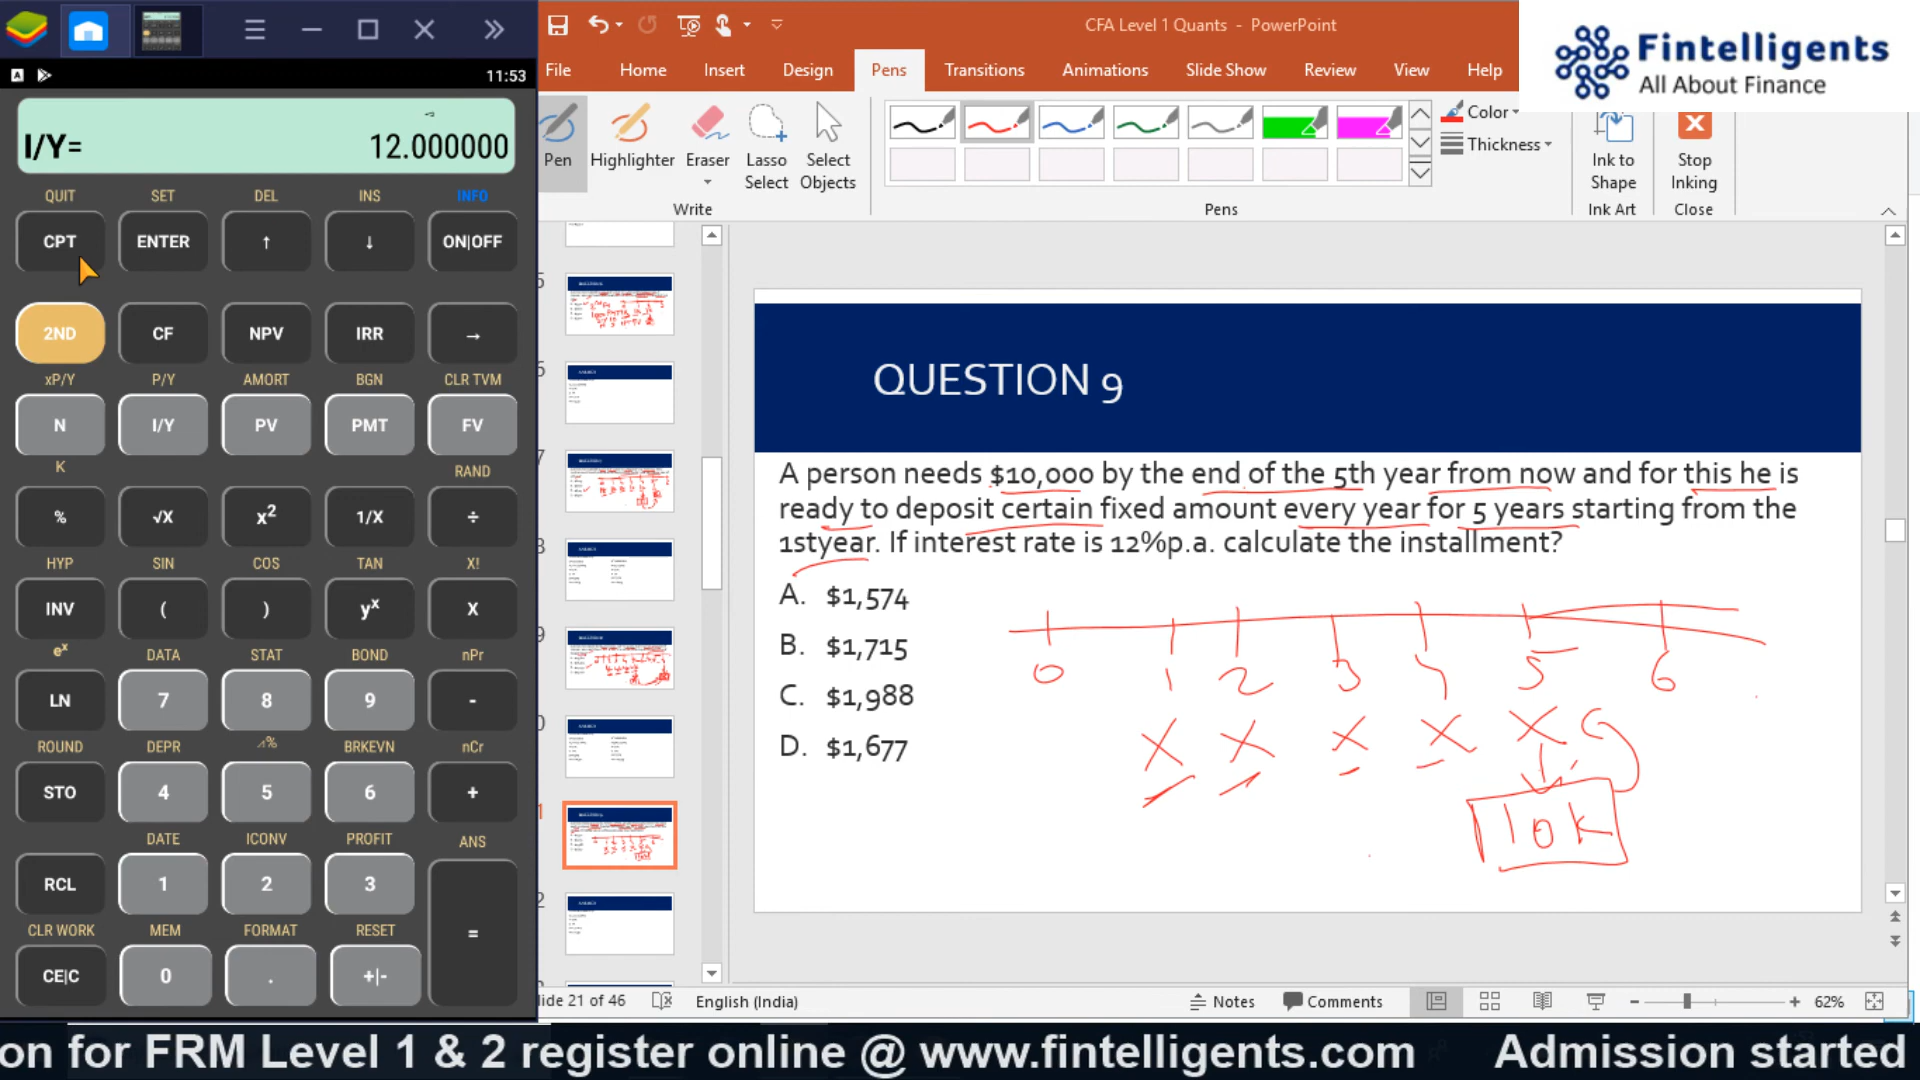 11:53
I/Y= 12.000000
QUIT SET DEL INS INFO
CPT ENTER ↑ ↓ ON|OFF
2ND CF NPV IRR →
xP/Y P/Y AMORT BGN CLR TVM
N I/Y PV PMT FV
K RAND
% √X x² 1/X ÷
HYP SIN COS TAN X!
INV ( ) yˣ X
eˣ DATA STAT BOND nPr
LN 7 8 9 -
ROUND DEPR Δ% BRKEVN nCr
STO 4 5 6 +
DATE ICONV PROFIT ANS
RCL 1 2 3 =
CLR WORK MEM FORMAT RESET
CE|C 0 . +|-
CFA Level 1 Quants - PowerPoint
File Home Insert Design Pens Transitions Animations Slide Show Review View Help
Fintelligents
All About Finance
Pen Highlighter Eraser Lasso Select Select Objects
Color
Thickness
Ink to Shape
Stop Inking
Write Pens Ink Art Close
QUESTION 9
A person needs $10,000 by the end of the 5th year from now and for this he is
ready to deposit certain fixed amount every year for 5 years starting from the
1styear. If interest rate is 12%p.a. calculate the installment?
A. $1,574
B. $1,715
C. $1,988
D. $1,677
0 1 2 3 4 5 6
X X X X X
10k
lide 21 of 46 English (India) Notes Comments 62%
on for FRM Level 1 & 2 register online @ www.fintelligents.com Admission started